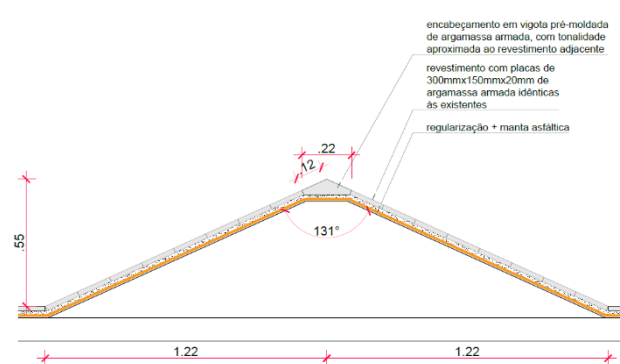 encabeçamento em vigota pré-moldada
de argamassa armada, com tonalidade
aproximada ao revestimento adjacente
revestimento com placas de
300mmx150mmx20mm de
argamassa armada idênticas
às existentes
regularização + manta asfáltica
.22
.12
131°
.55
1.22
1.22